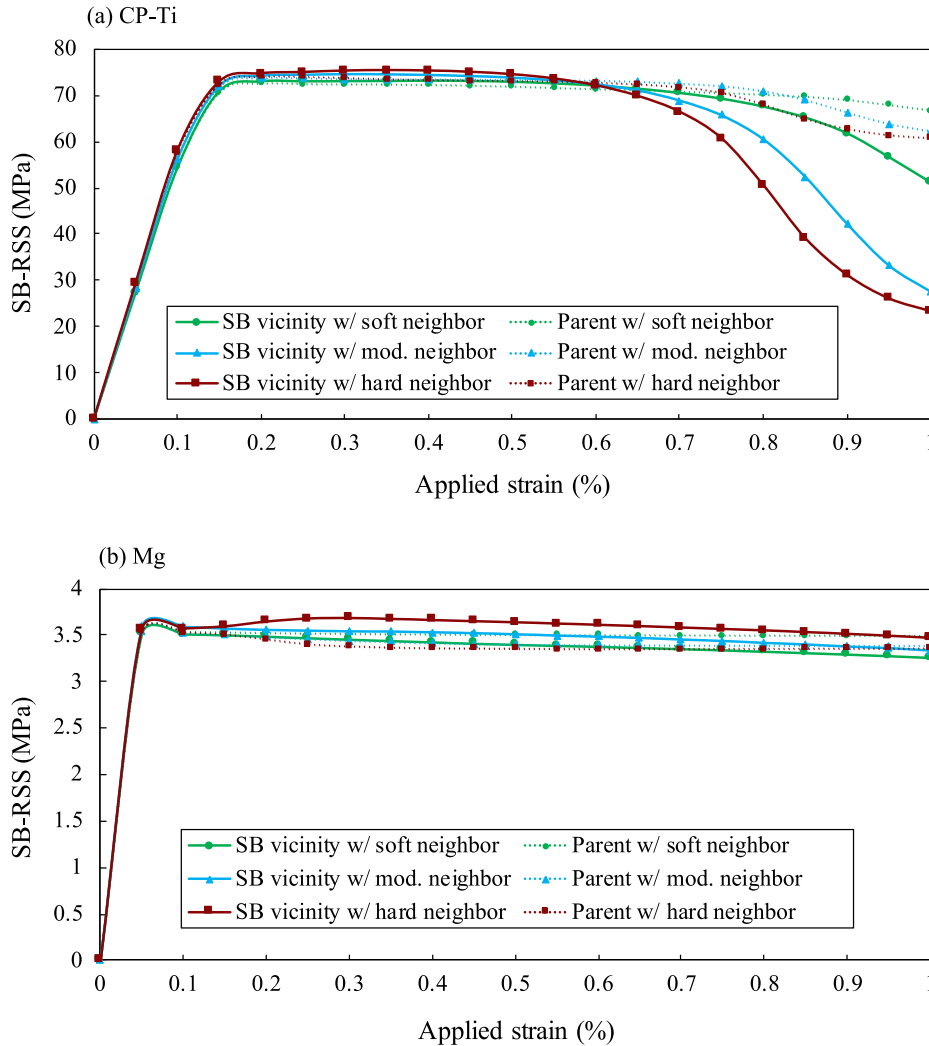 (a) CP-Ti
80
70
60
50
40
30
20
10
0
SB-RSS (MPa)
SB vicinity w/ soft neighbor
Parent w/ soft neighbor
SB vicinity w/ mod. neighbor
Parent w/ mod. neighbor
SB vicinity w/ hard neighbor
Parent w/ hard neighbor
0 0.1 0.2 0.3 0.4 0.5 0.6 0.7 0.8 0.9 1
Applied strain (%)
(b) Mg
4
3.5
3
2.5
2
1.5
1
0.5
0
SB-RSS (MPa)
SB vicinity w/ soft neighbor
Parent w/ soft neighbor
SB vicinity w/ mod. neighbor
Parent w/ mod. neighbor
SB vicinity w/ hard neighbor
Parent w/ hard neighbor
0 0.1 0.2 0.3 0.4 0.5 0.6 0.7 0.8 0.9 1
Applied strain (%)